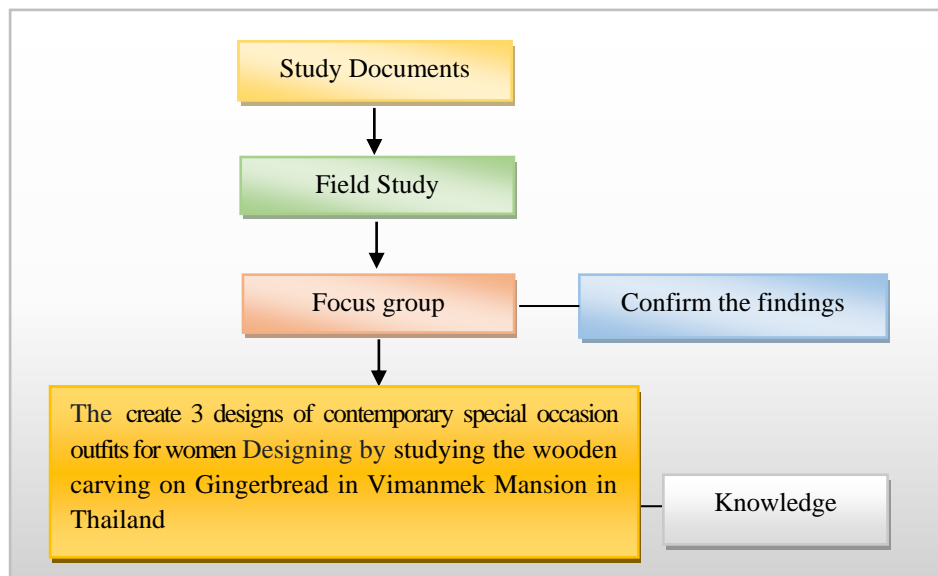 Study Documents
Field Study
Focus group
Confirm the findings
The create 3 designs of contemporary special occasion
outfits for women Designing by studying the wooden
carving on Gingerbread in Vimanmek Mansion in
Thailand
Knowledge